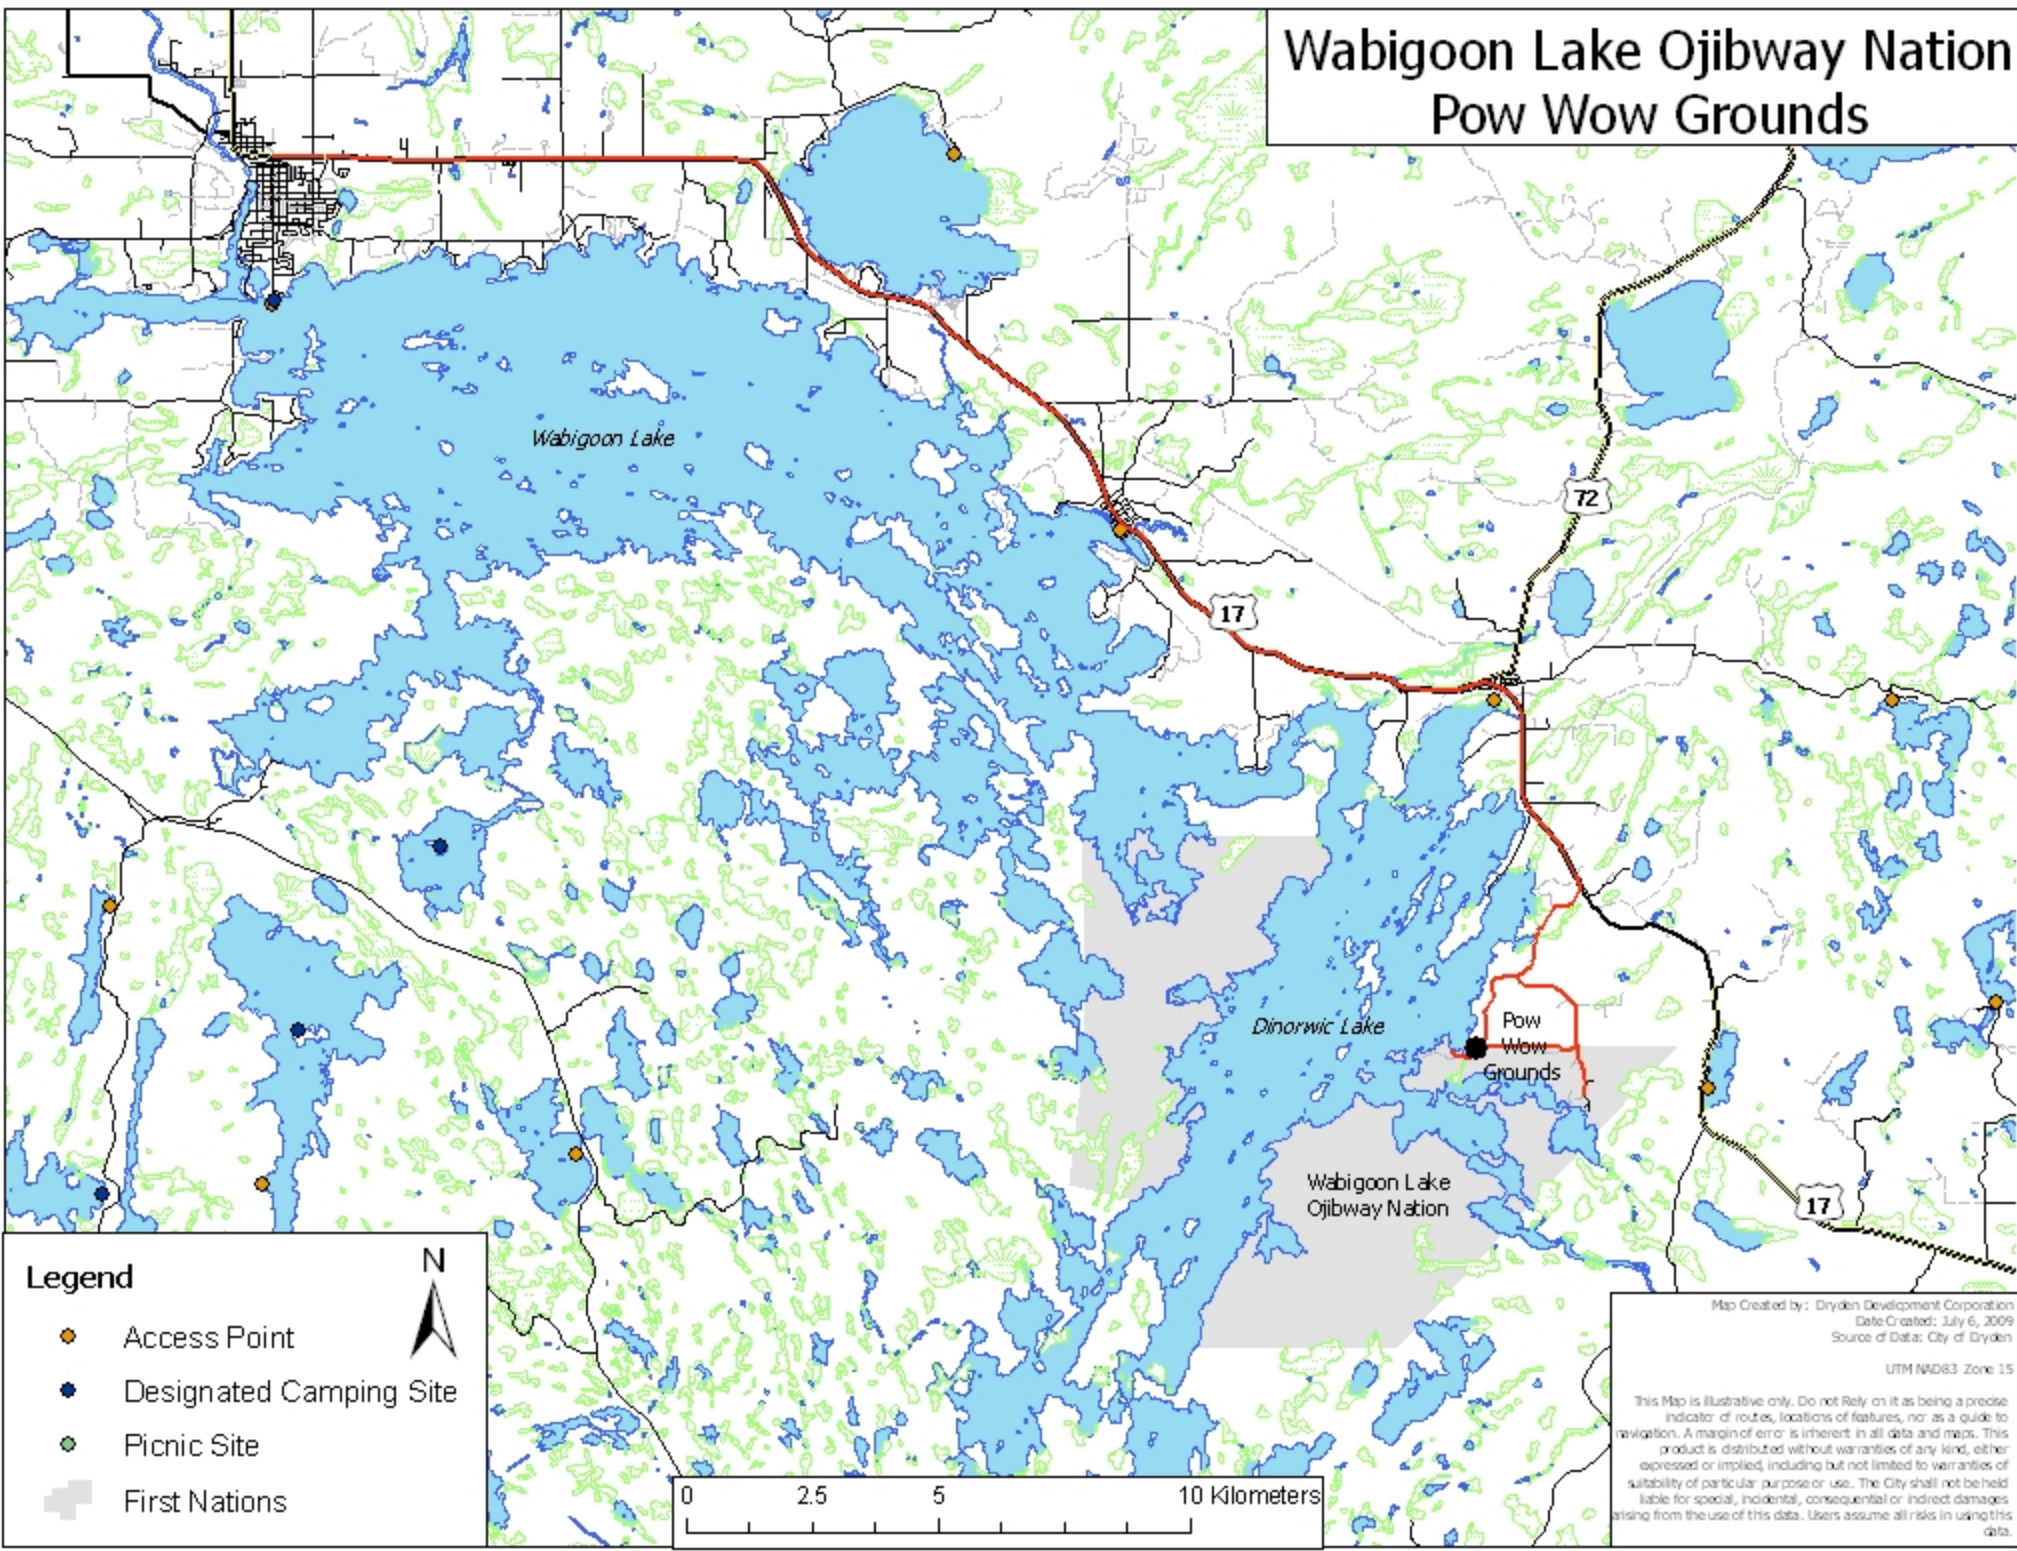 Wabigoon Lake Ojibway Nation
Pow Wow Grounds
Wabigoon Lake
72
17
Dinorwic Lake
Pow
Wow
Grounds
Wabigoon Lake
Ojibway Nation
17
Legend
N
Access Point
Designated Camping Site
Picnic Site
First Nations
0 2.5 5 10 Kilometers
Map Created by: Dryden Development Corporation
Date Created: July 6, 2009
Source of Data: City of Dryden
UTM NAD83 Zone 15
This Map is illustrative only. Do not Rely on it as being a precise
indicator of routes, locations of features, nor as a guide to
navigation. A margin of error is inherent in all data and maps. This
product is distributed without warranties of any kind, either
expressed or implied, including but not limited to warranties of
suitability of particular purpose or use. The City shall not be held
liable for special, incidental, consequential or indirect damages
arising from the use of this data. Users assume all risks in using this
data.